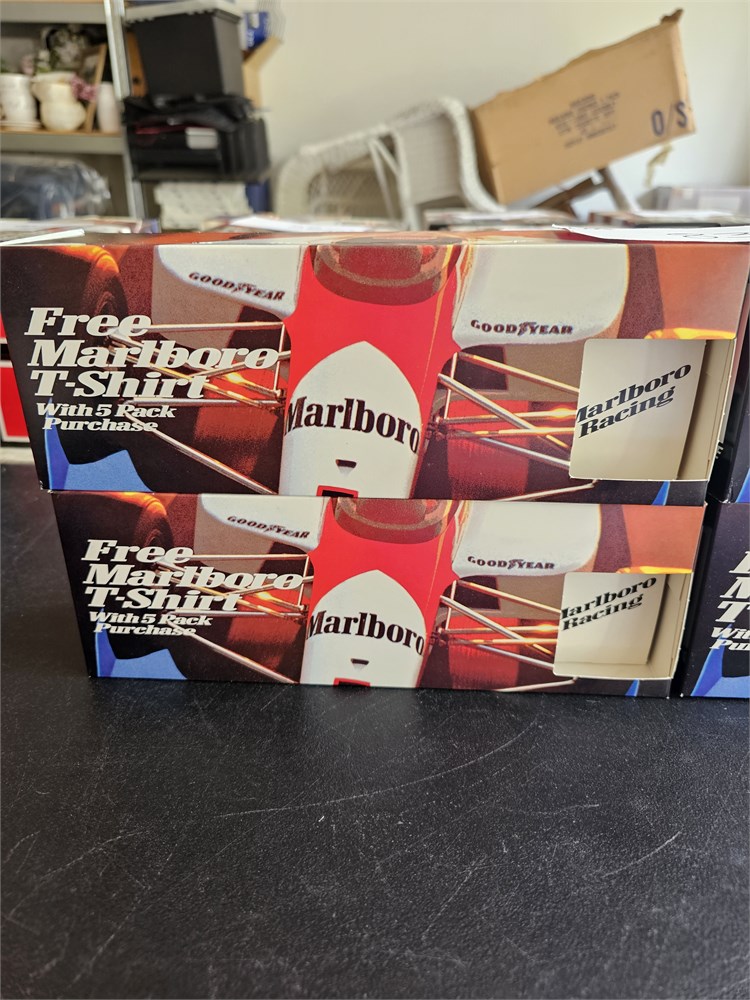 O/S
GOODYEAR
GOODYEAR
Free
Marlboro
T-Shirt
With 5 Pack
Purchase
Marlboro
Marlboro
Racing
GOODYEAR
GOODYEAR
Free
Marlboro
T-Shirt
With 5 Pack
Purchase
Marlboro
Marlboro
Racing